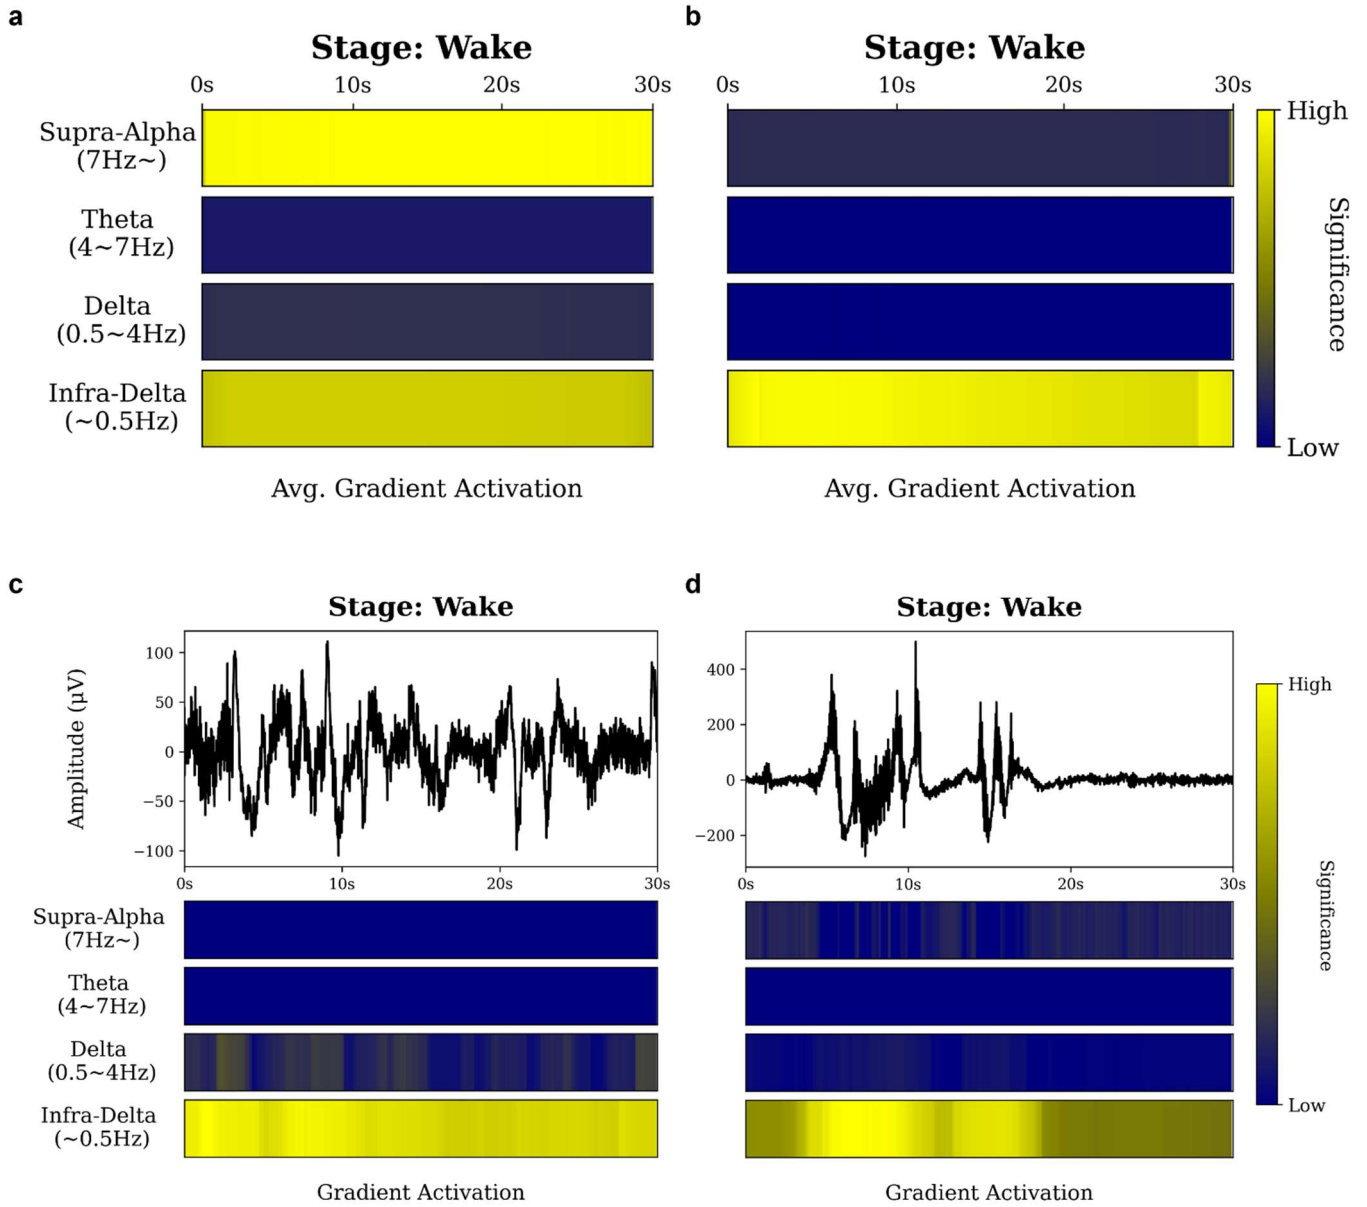 a
b
Stage: Wake
Stage: Wake
0s 10s 20s 30s
0s 10s 20s 30s
Supra-Alpha
(7Hz~)
Theta
(4~7Hz)
Delta
(0.5~4Hz)
Infra-Delta
(~0.5Hz)
High
Significance
Low
Avg. Gradient Activation
Avg. Gradient Activation
c
d
Stage: Wake
Stage: Wake
Amplitude (µV)
100
50
0
−50
−100
0s 10s 20s 30s
400
200
0
−200
0s 10s 20s 30s
Supra-Alpha
(7Hz~)
Theta
(4~7Hz)
Delta
(0.5~4Hz)
Infra-Delta
(~0.5Hz)
High
Significance
Low
Gradient Activation
Gradient Activation